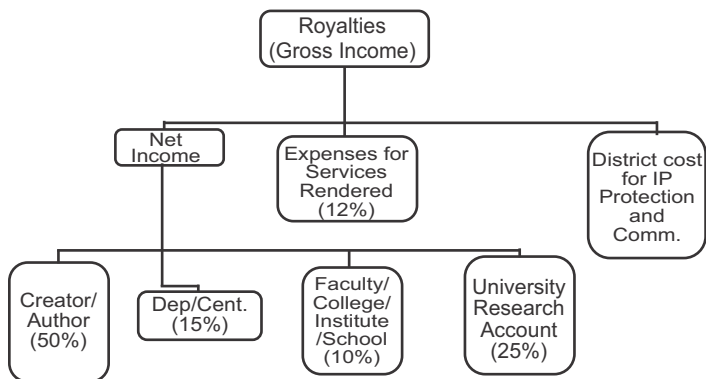 Royalties
(Gross Income)
Net
Income
Expenses for
Services
Rendered
(12%)
District cost
for IP
Protection
and
Comm.
Creator/
Author
(50%)
Dep/Cent.
(15%)
Faculty/
College/
Institute
/School
(10%)
University
Research
Account
(25%)